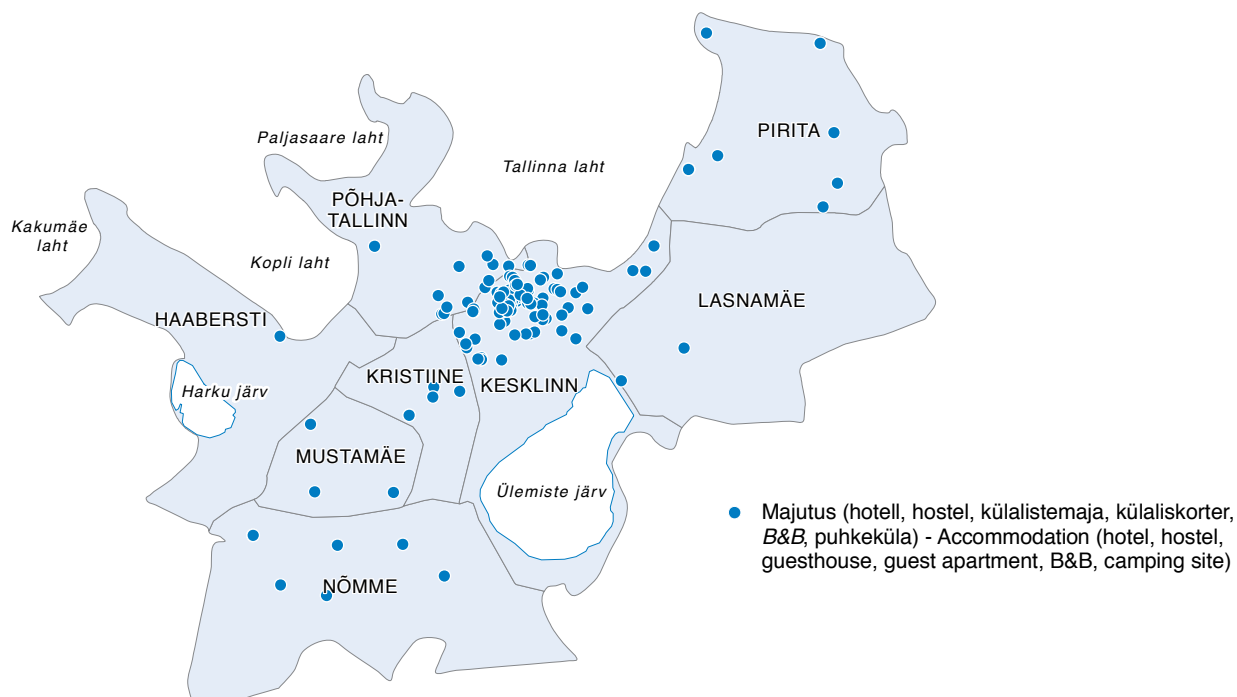 PIRITA
Paljasaare laht
Tallinna laht
PÕHJA-
TALLINN
Kakumäe
laht
Kopli laht
LASNAMÄE
HAABERSTI
KRISTIINE
KESKLINN
Harku järv
MUSTAMÄE
Ülemiste järv
Majutus (hotell, hostel, külalistemaja, külaliskorter,
B&B, puhkeküla) - Accommodation (hotel, hostel,
guesthouse, guest apartment, B&B, camping site)
NÕMME